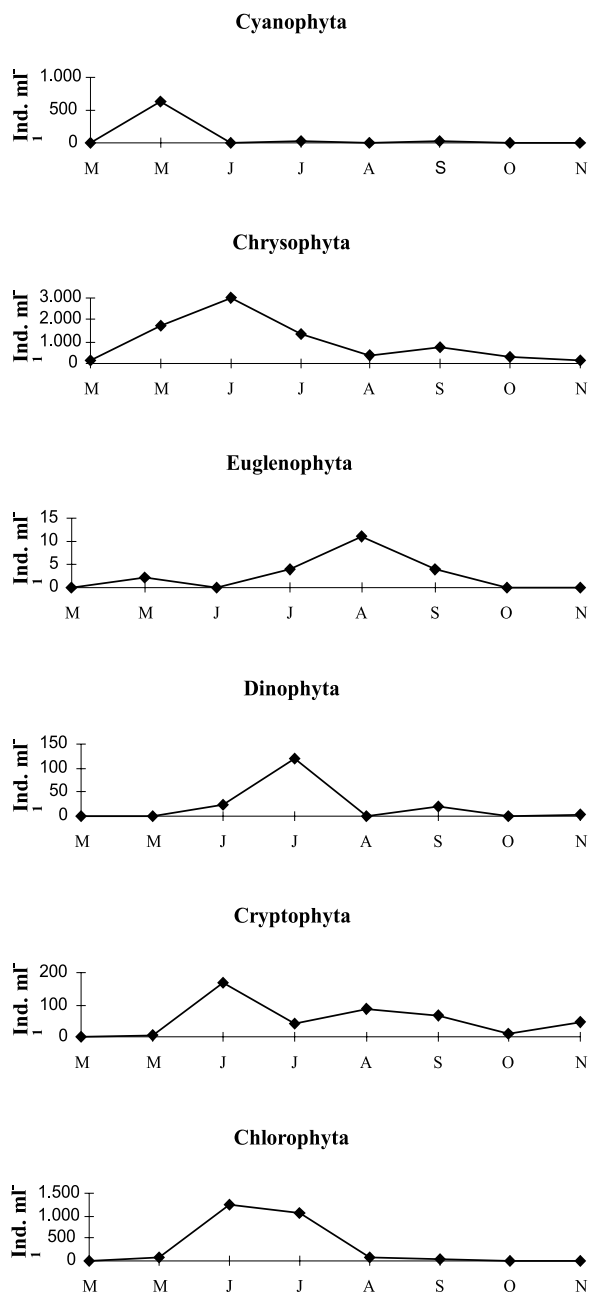 Cyanophyta
Ind. ml-
1
1.000
500
0
M M J J A S O N
Chrysophyta
Ind. ml-
1
3.000
2.000
1.000
0
M M J J A S O N
Euglenophyta
Ind. ml-
1
15
10
5
0
M M J J A S O N
Dinophyta
Ind. ml-
1
150
100
50
0
M M J J A S O N
Cryptophyta
Ind. ml-
1
200
100
0
M M J J A S O N
Chlorophyta
Ind. ml-
1
1.500
1.000
500
0
M M J J A S O N